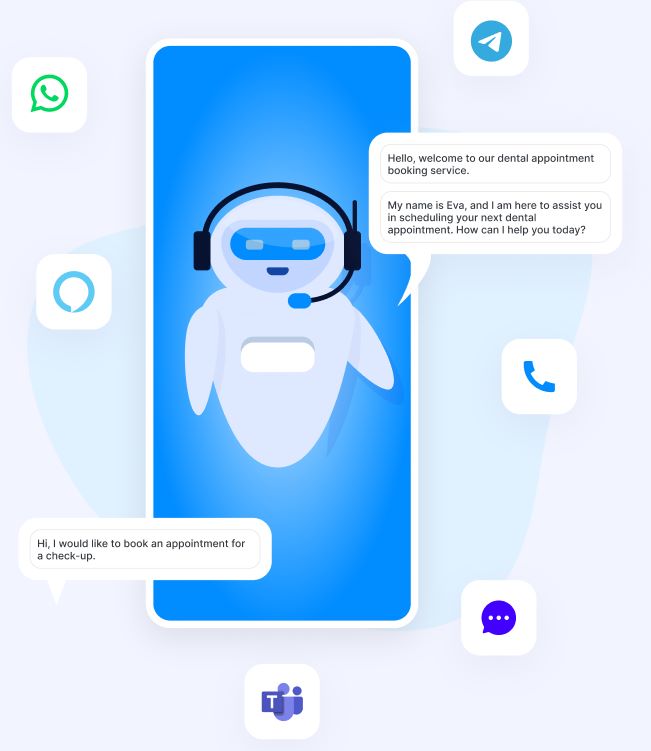 Hello, welcome to our dental appointment
booking service.
My name is Eva, and I am here to assist you
in scheduling your next dental
appointment. How can I help you today?
Hi, I would like to book an appointment for
a check-up.
T